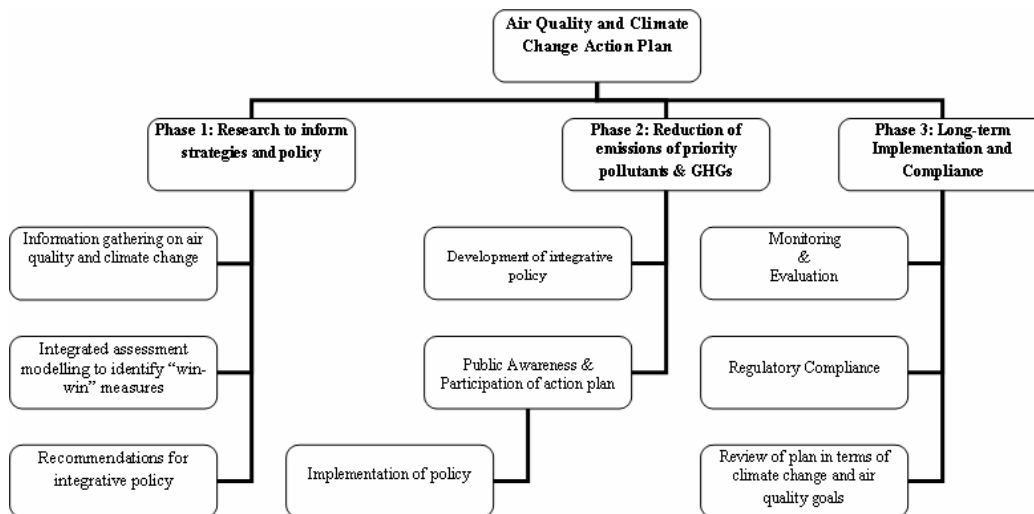 Air Quality and Climate
Change Action Plan
Phase 1: Research to inform
strategies and policy
Phase 2: Reduction of
emissions of priority
pollutants & GHGs
Phase 3: Long-term
Implementation and
Compliance
Information gathering on air
quality and climate change
Integrated assessment
modelling to identify “win-
win” measures
Recommendations for
integrative policy
Development of integrative
policy
Public Awareness &
Participation of action plan
Implementation of policy
Monitoring
&
Evaluation
Regulatory Compliance
Review of plan in terms of
climate change and air
quality goals